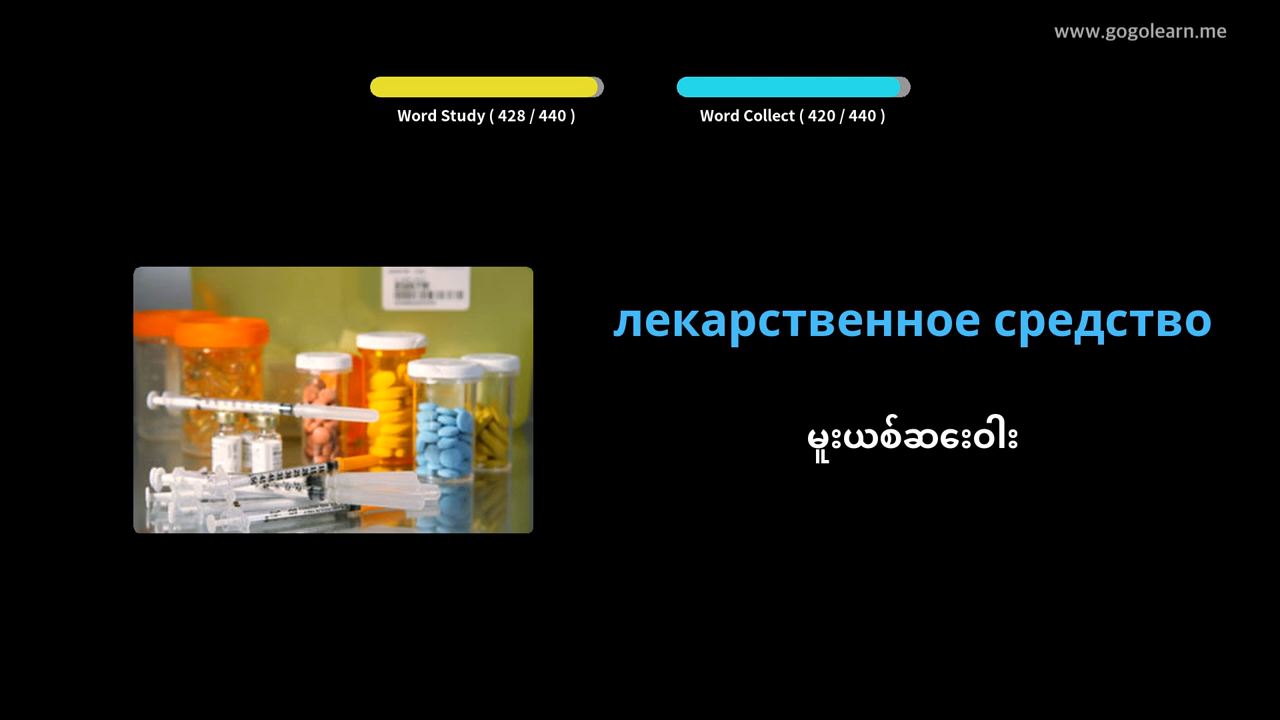 www.gogolearn.me
Word Study ( 428 / 440 )
Word Collect ( 420 / 440 )
лекарственное средство
မူးယစ်ဆေးဝါး